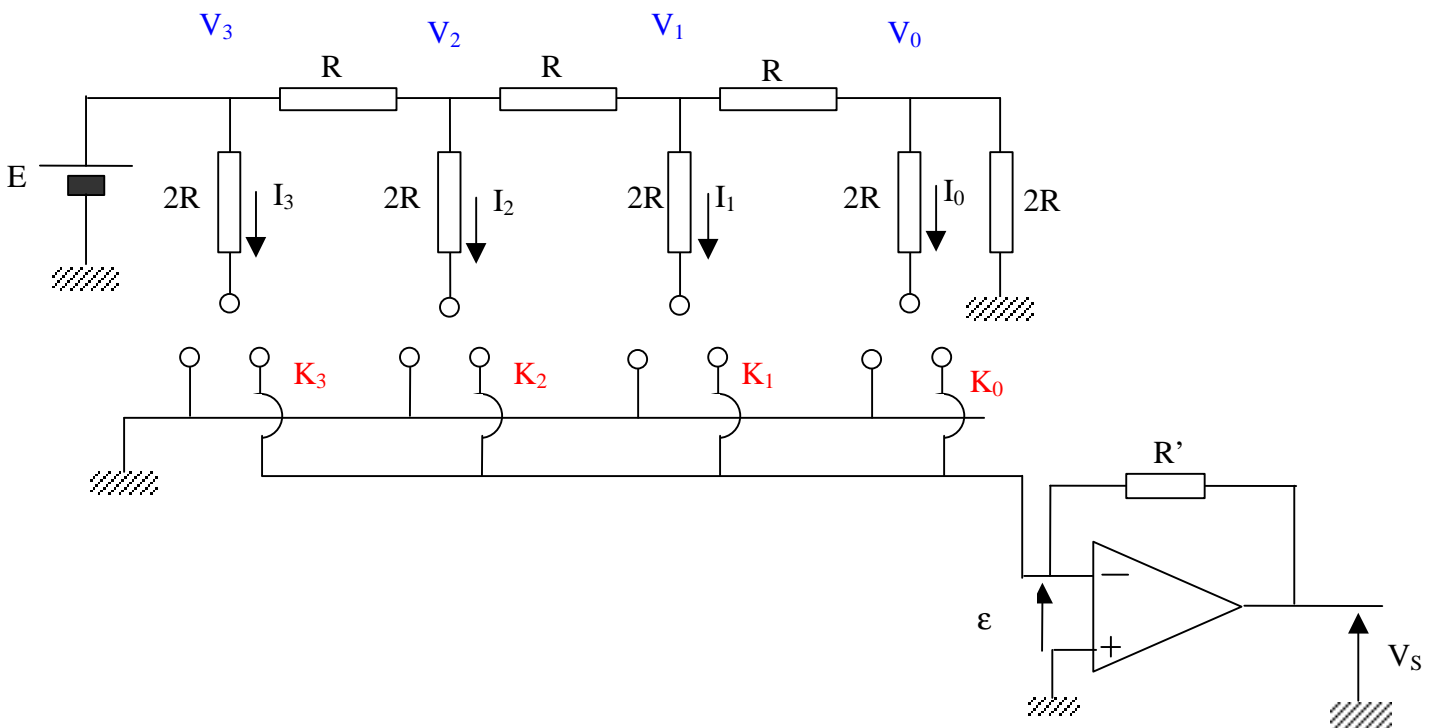 V₃ V₂ V₁ V₀
R R R
E
2R I₃ 2R I₂ 2R I₁ 2R I₀ 2R
K₃ K₂ K₁ K₀
R’
−
ε
+
Vₛ